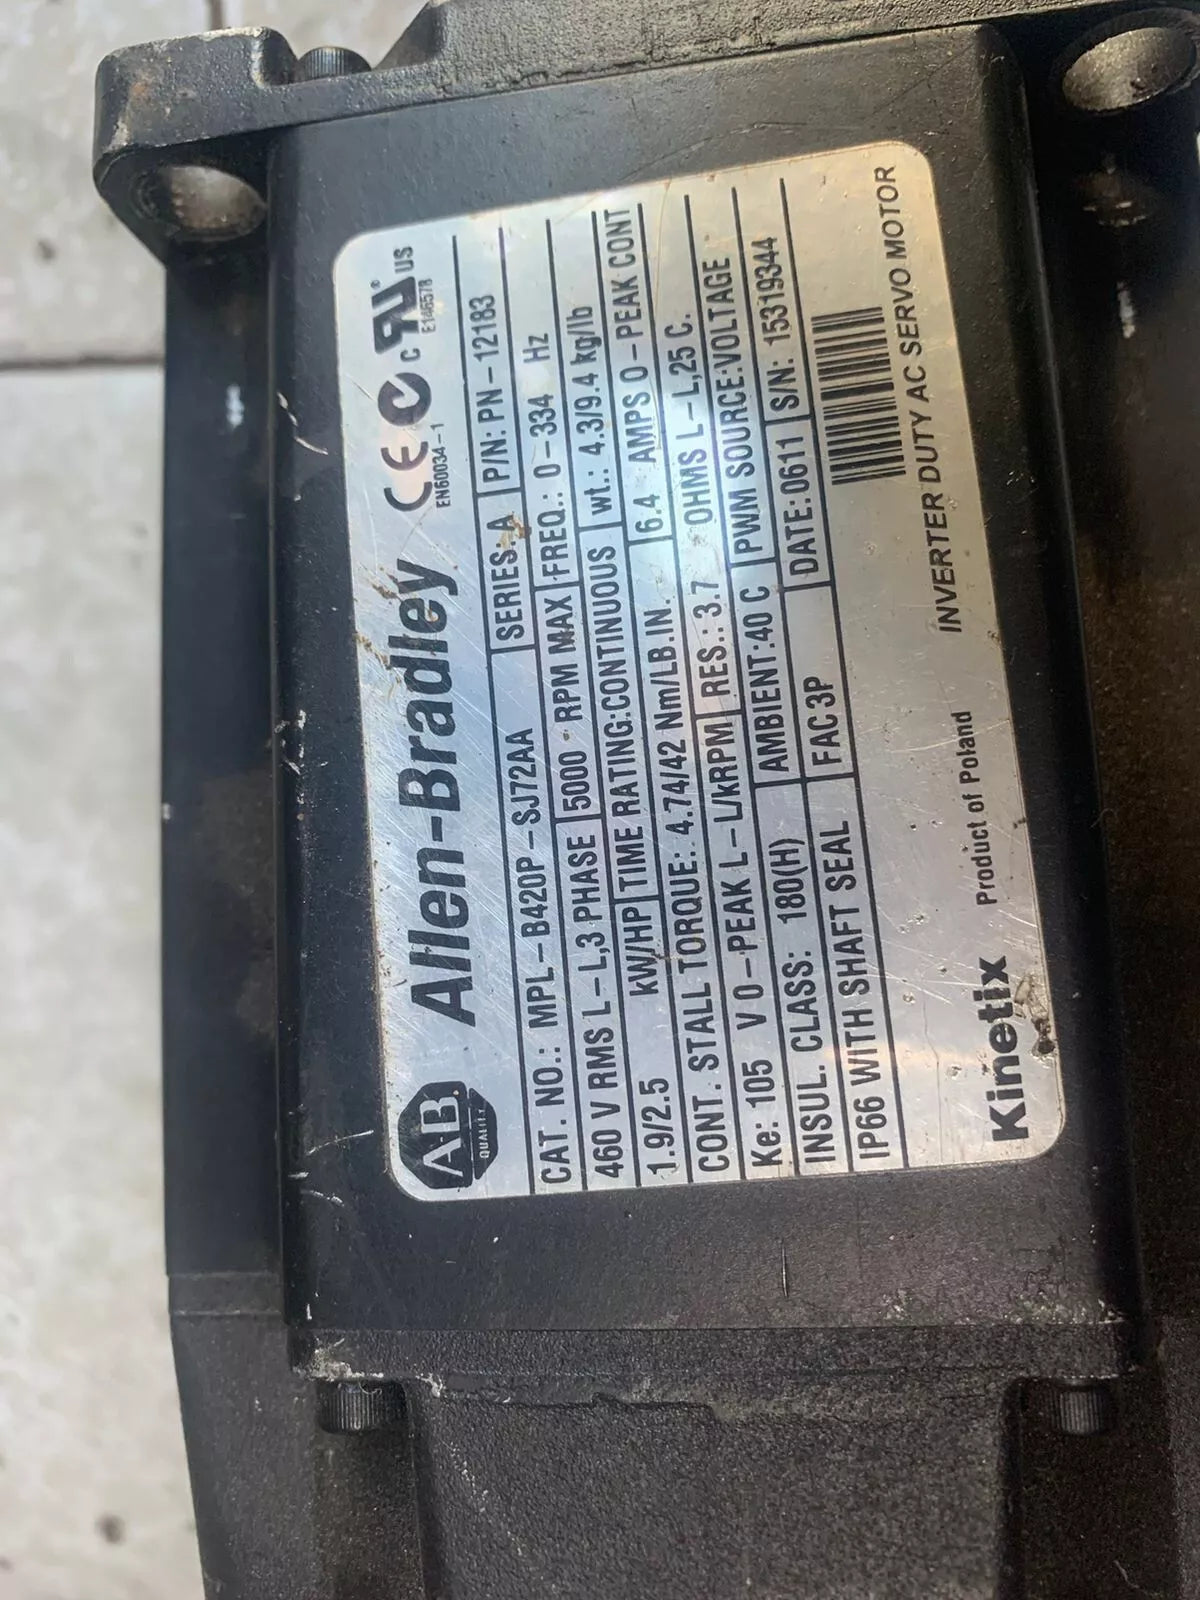 AB
QUALITY
Allen-Bradley CE c UR US
EN60034-1 E146578
CAT. NO.: MPL-B420P-SJ72AA SERIES: A P/N: PN-12183
460 V RMS L-L,3 PHASE 5000 RPM MAX FREQ.: 0-334 Hz
1.9/2.5 kW/HP TIME RATING:CONTINUOUS wt.: 4.3/9.4 kg/lb
CONT. STALL TORQUE: 4.74/42 Nm/LB.IN. 6.4 AMPS 0-PEAK CONT
Ke: 105 V 0-PEAK L-L/kRPM RES.: 3.7 OHMS L-L,25 C.
INSUL. CLASS: 180(H) AMBIENT:40 C PWM SOURCE:VOLTAGE
IP66 WITH SHAFT SEAL FAC 3P DATE: 0611 S/N: 15319344
Kinetix Product of Poland INVERTER DUTY AC SERVO MOTOR